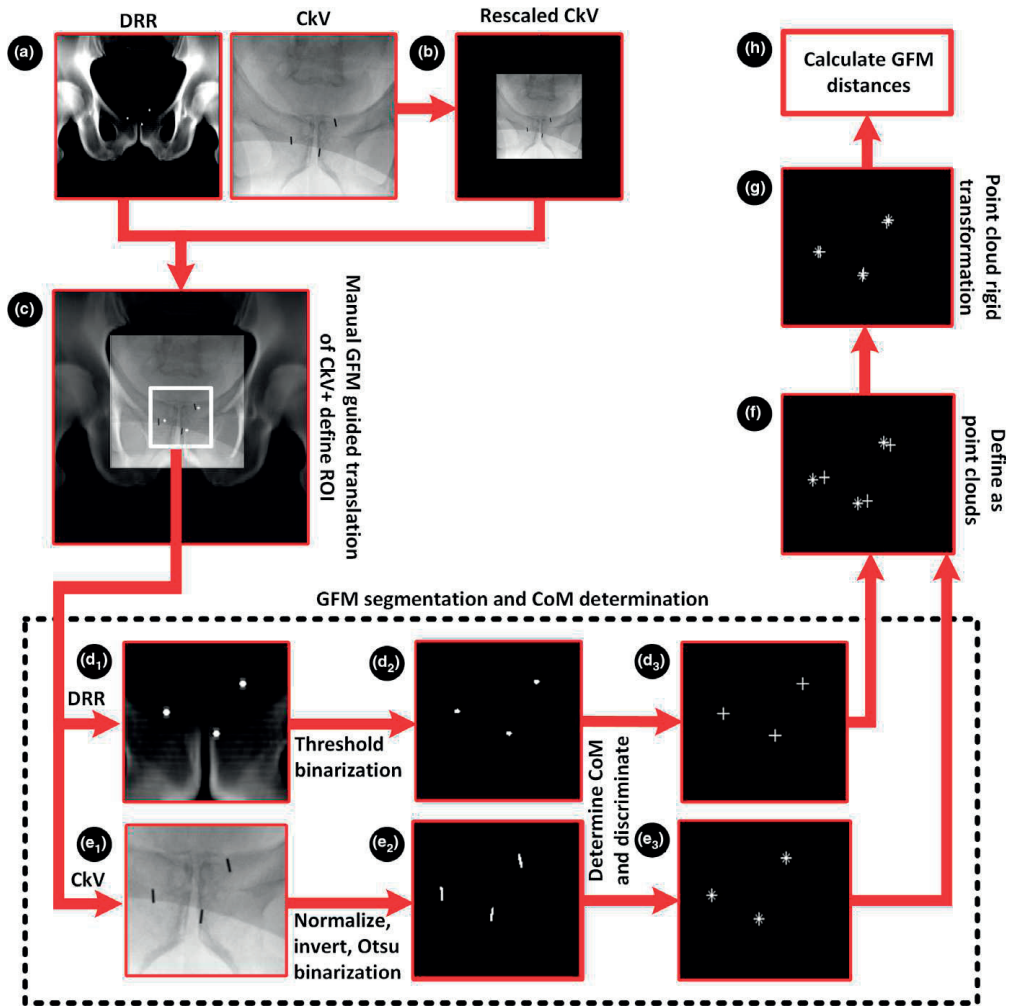 (a)
DRR
CkV
(b)
Rescaled CkV
(c)
Manual GFM guided translation
of CkV+ define ROI
GFM segmentation and CoM determination
(d1)
DRR
Threshold
binarization
(d2)
Determine CoM
and discriminate
(d3)
(e1)
CkV
Normalize,
invert, Otsu
binarization
(e2)
(e3)
(f)
Define as
point clouds
(g)
Point cloud rigid
transformation
(h)
Calculate GFM
distances